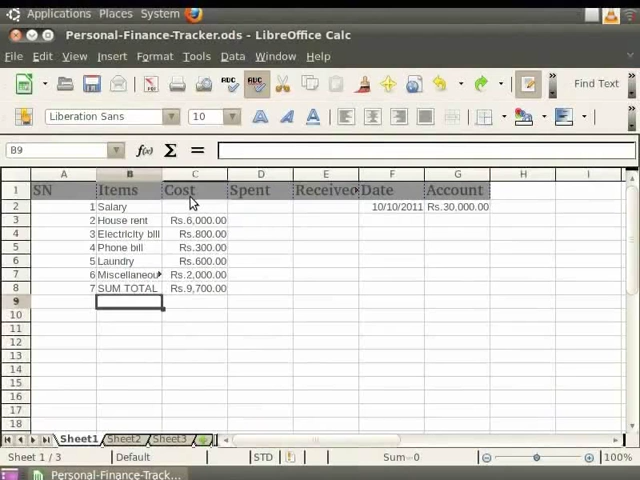 Applications Places System
Personal-Finance-Tracker.ods - LibreOffice Calc
File Edit View Insert Format Tools Data Window Help
Find Text
Liberation Sans 10
B9
A B C D E F G H I
1 SN Items Cost Spent Received Date Account
2 1 Salary 10/10/2011 Rs.30,000.00
3 2 House rent Rs.6,000.00
4 3 Electricity bill Rs.800.00
5 4 Phone bill Rs.300.00
6 5 Laundry Rs.600.00
7 6 Miscellaneou Rs.2,000.00
8 7 SUM TOTAL Rs.9,700.00
9
10
11
12
13
14
15
16
17
18
Sheet1 Sheet2 Sheet3
Sheet 1 / 3 Default STD Sum=0 100%
Personal-Finance-Track...